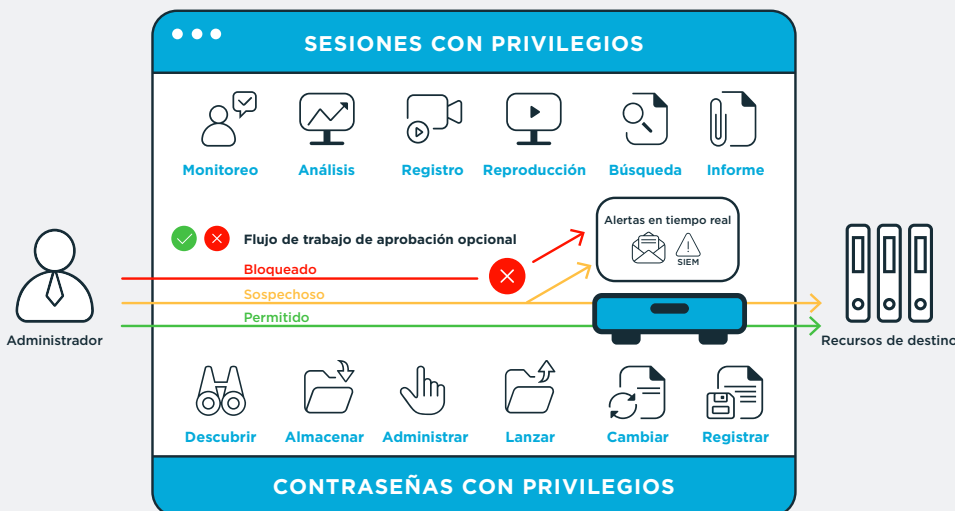 SESIONES CON PRIVILEGIOS
Monitoreo
Análisis
Registro
Reproducción
Búsqueda
Informe
Alertas en tiempo real
SIEM
Flujo de trabajo de aprobación opcional
Bloqueado
Sospechoso
Permitido
Administrador
Recursos de destino
Descubrir
Almacenar
Administrar
Lanzar
Cambiar
Registrar
CONTRASEÑAS CON PRIVILEGIOS